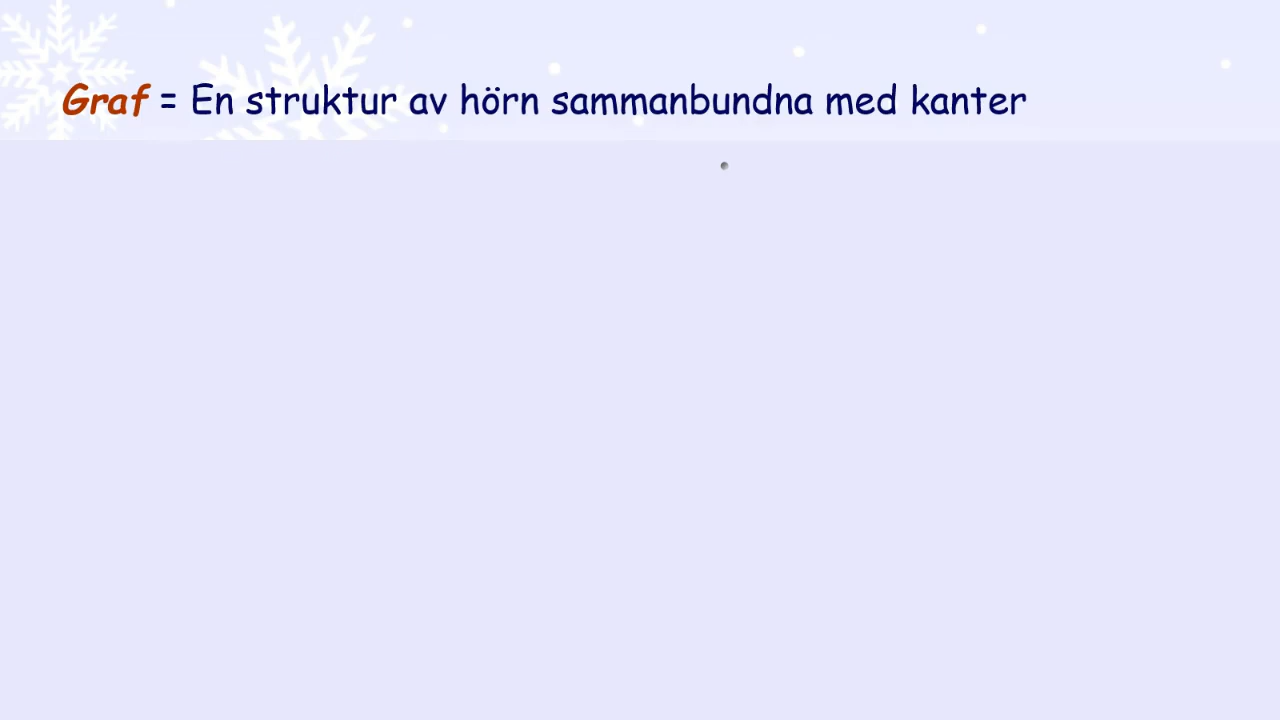 Graf = En struktur av hörn sammanbundna med kanter